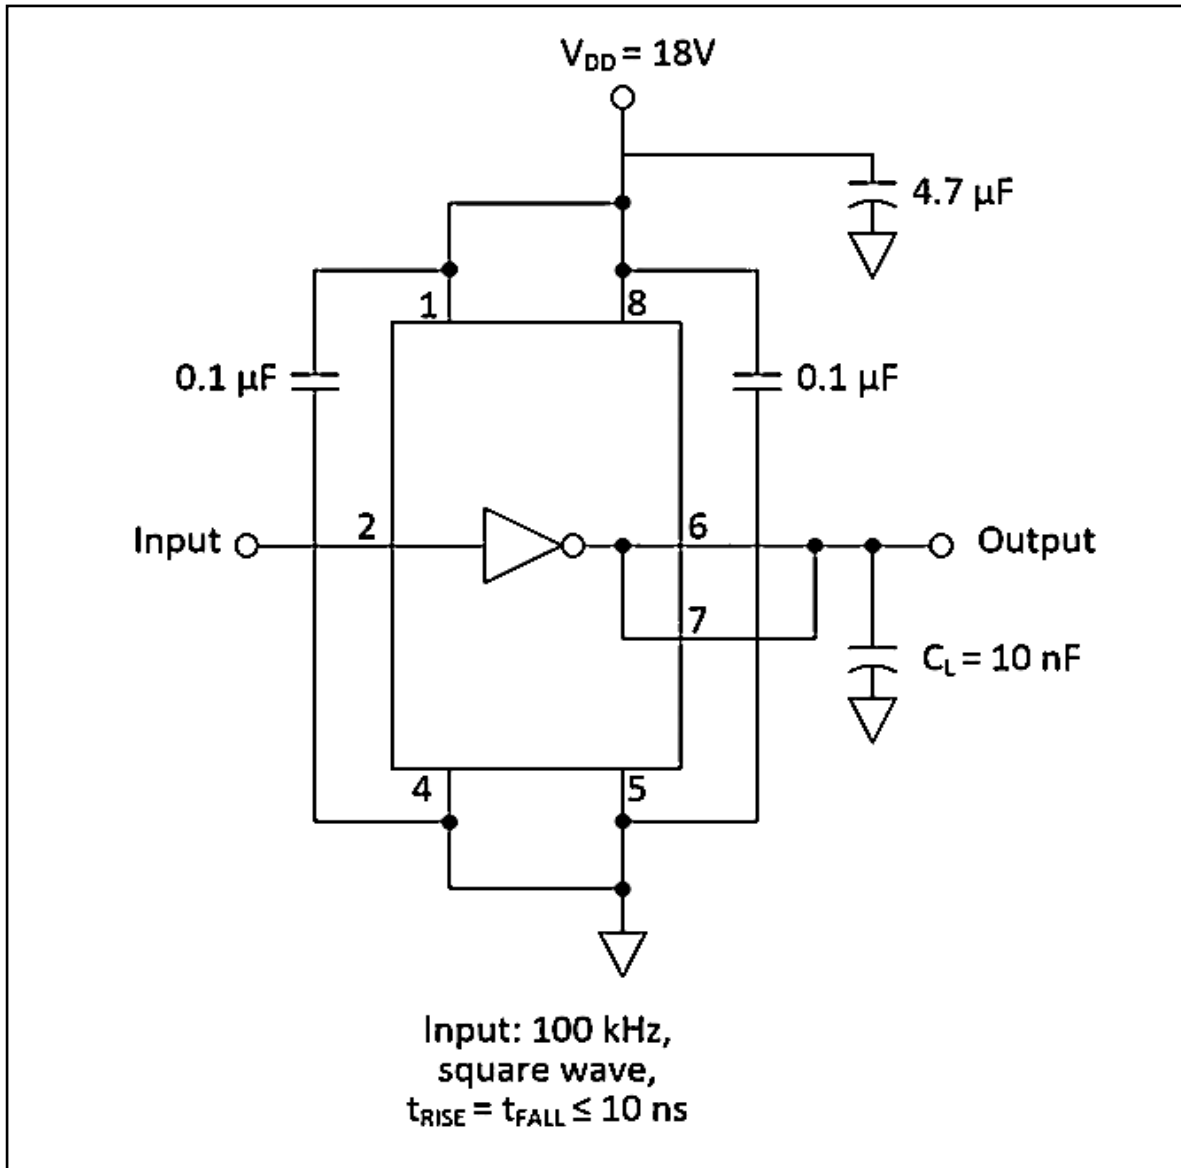 V_DD = 18V
4.7 µF
1
8
0.1 µF
0.1 µF
Input
2
6
Output
7
C_L = 10 nF
4
5
Input: 100 kHz,
square wave,
t_RISE = t_FALL ≤ 10 ns